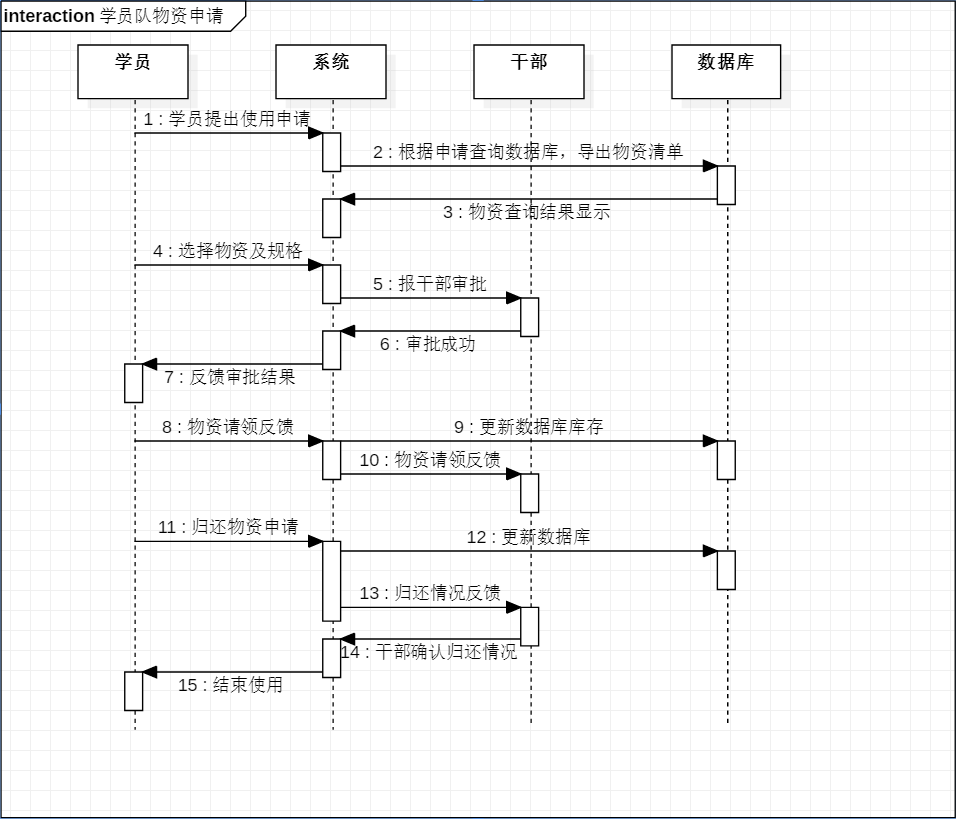 interaction 学员队物资申请
学员
系统
干部
数据库
1 : 学员提出使用申请
2 : 根据申请查询数据库，导出物资清单
3 : 物资查询结果显示
4 : 选择物资及规格
5 : 报干部审批
6 : 审批成功
7 : 反馈审批结果
8 : 物资请领反馈
9 : 更新数据库库存
10 : 物资请领反馈
11 : 归还物资申请
12 : 更新数据库
13 : 归还情况反馈
14 : 干部确认归还情况
15 : 结束使用